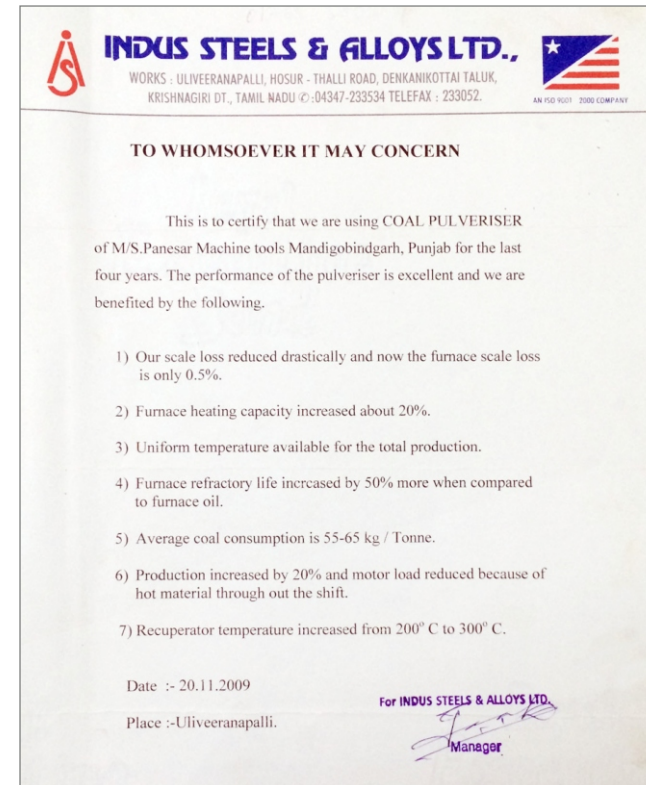 INDUS STEELS & ALLOYS LTD.,
WORKS : ULIVEERANAPALLI, HOSUR - THALLI ROAD, DENKANIKOTTAI TALUK,
KRISHNAGIRI DT., TAMIL NADU ✆:04347-233534 TELEFAX : 233052.
AN ISO 9001 2000 COMPANY
TO WHOMSOEVER IT MAY CONCERN
This is to certify that we are using COAL PULVERISER
of M/S.Panesar Machine tools Mandigobindgarh, Punjab for the last
four years. The performance of the pulveriser is excellent and we are
benefited by the following.
1) Our scale loss reduced drastically and now the furnace scale loss
is only 0.5%.
2) Furnace heating capacity increased about 20%.
3) Uniform temperature available for the total production.
4) Furnace refractory life increased by 50% more when compared
to furnace oil.
5) Average coal consumption is 55-65 kg / Tonne.
6) Production increased by 20% and motor load reduced because of
hot material through out the shift.
7) Recuperator temperature increased from 200° C to 300° C.
Date :- 20.11.2009
Place :-Uliveeranapalli.
For INDUS STEELS & ALLOYS LTD.
Manager